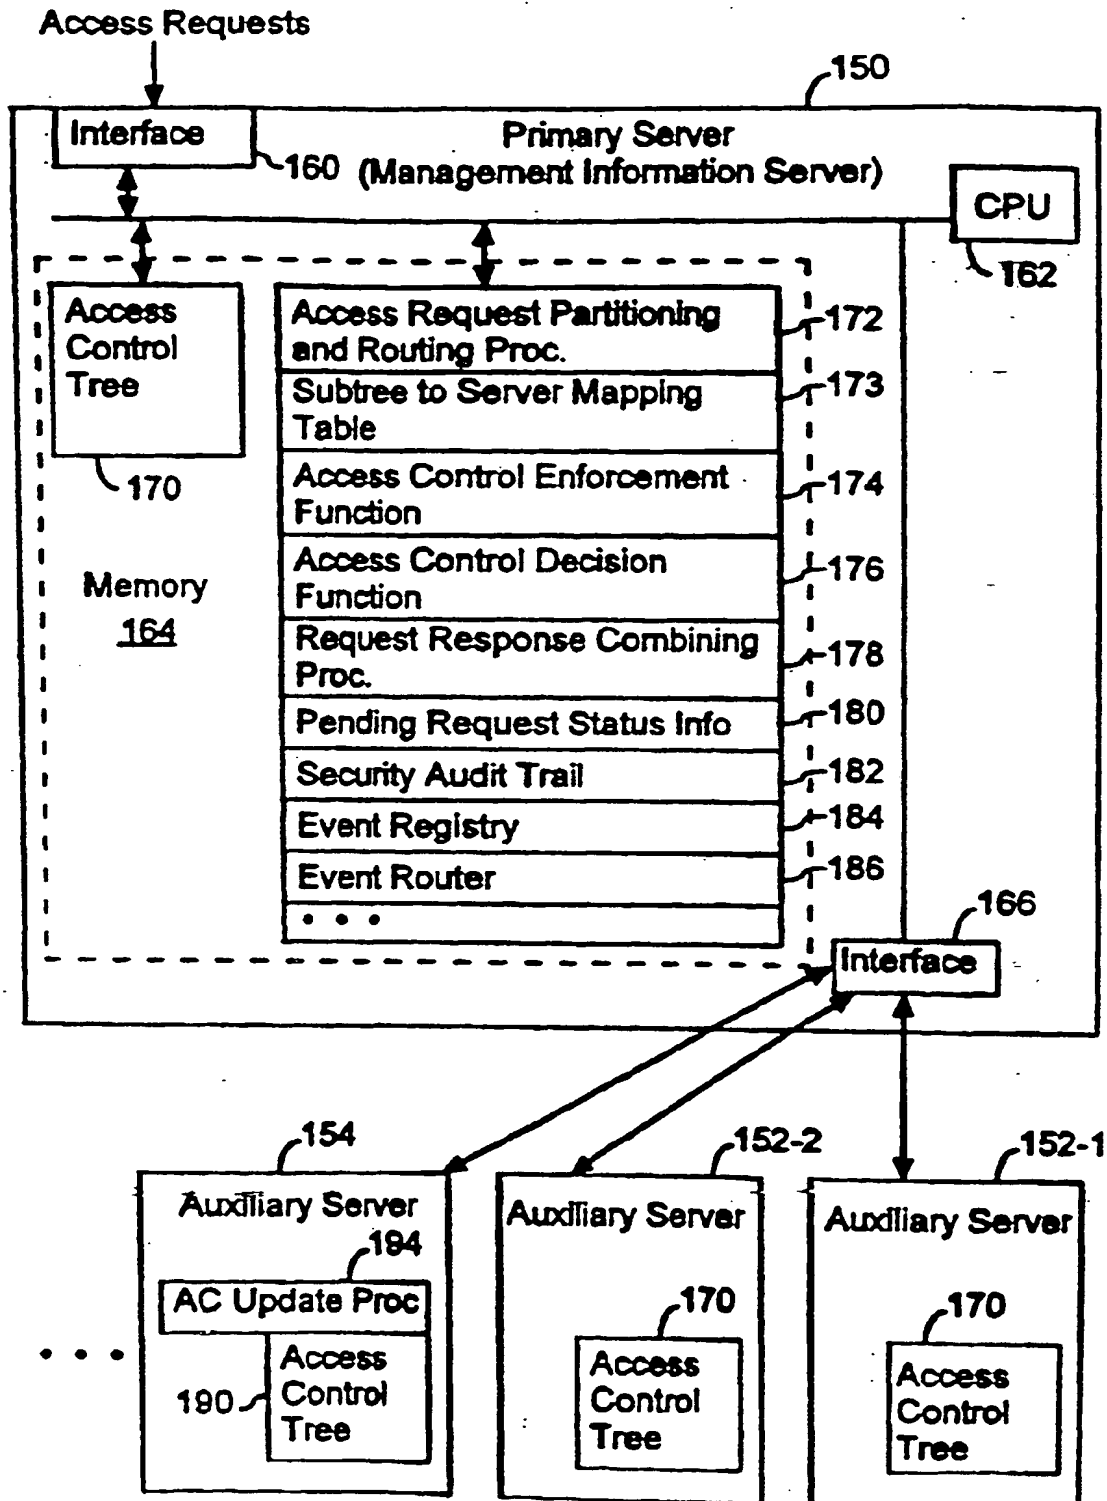 Access Requests
150
Interface
160
Primary Server
(Management Information Server)
CPU
162
Access
Control
Tree
170
Memory
164
Access Request Partitioning
and Routing Proc.
172
Subtree to Server Mapping
Table
173
Access Control Enforcement
Function
174
Access Control Decision
Function
176
Request Response Combining
Proc.
178
Pending Request Status Info
180
Security Audit Trail
182
Event Registry
184
Event Router
186
• • •
166
Interface
154
Auxiliary Server
194
AC Update Proc
Access
Control
Tree
190
• • •
152-2
Auxiliary Server
170
Access
Control
Tree
152-1
Auxiliary Server
170
Access
Control
Tree